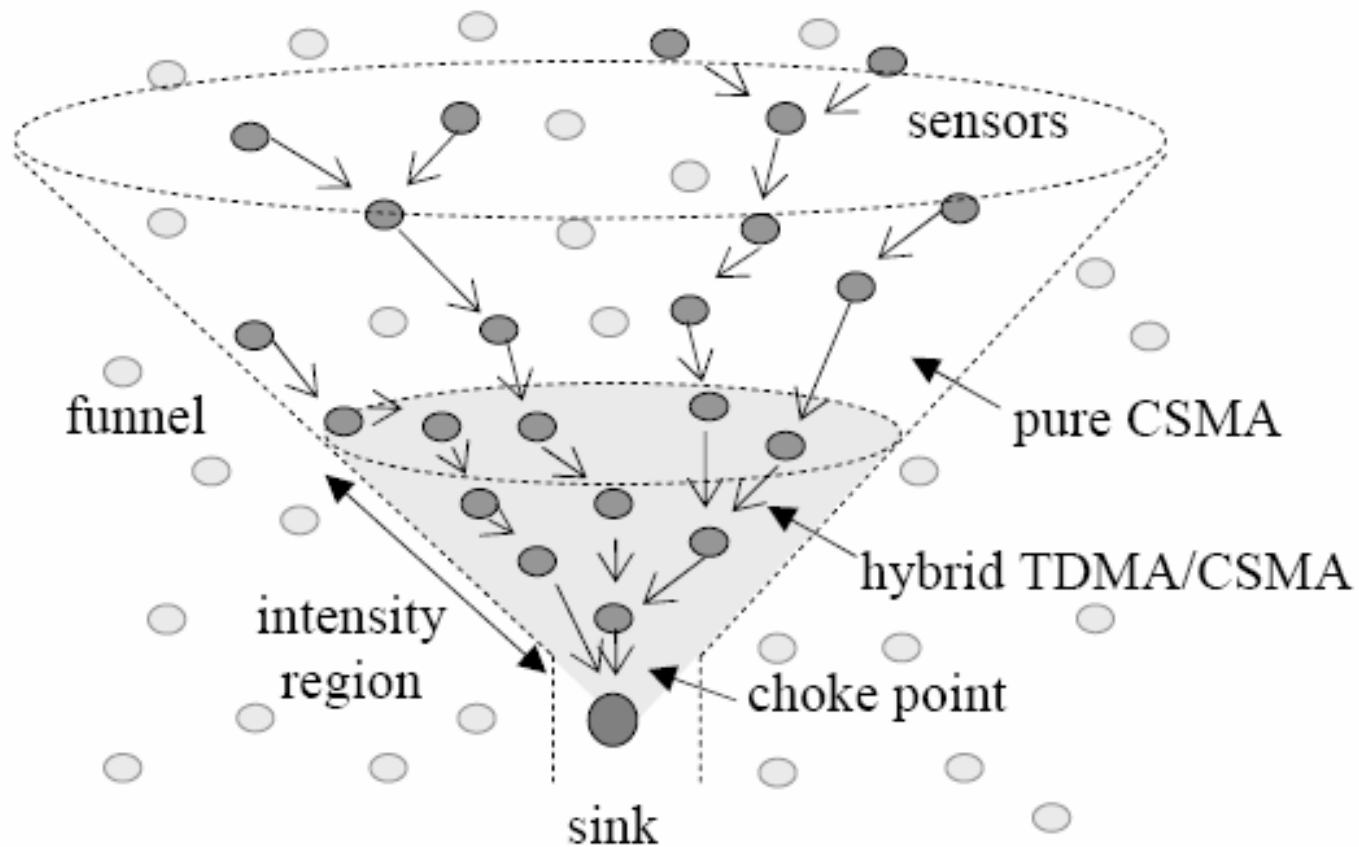 sensors
funnel
pure CSMA
hybrid TDMA/CSMA
intensity
region
choke point
sink